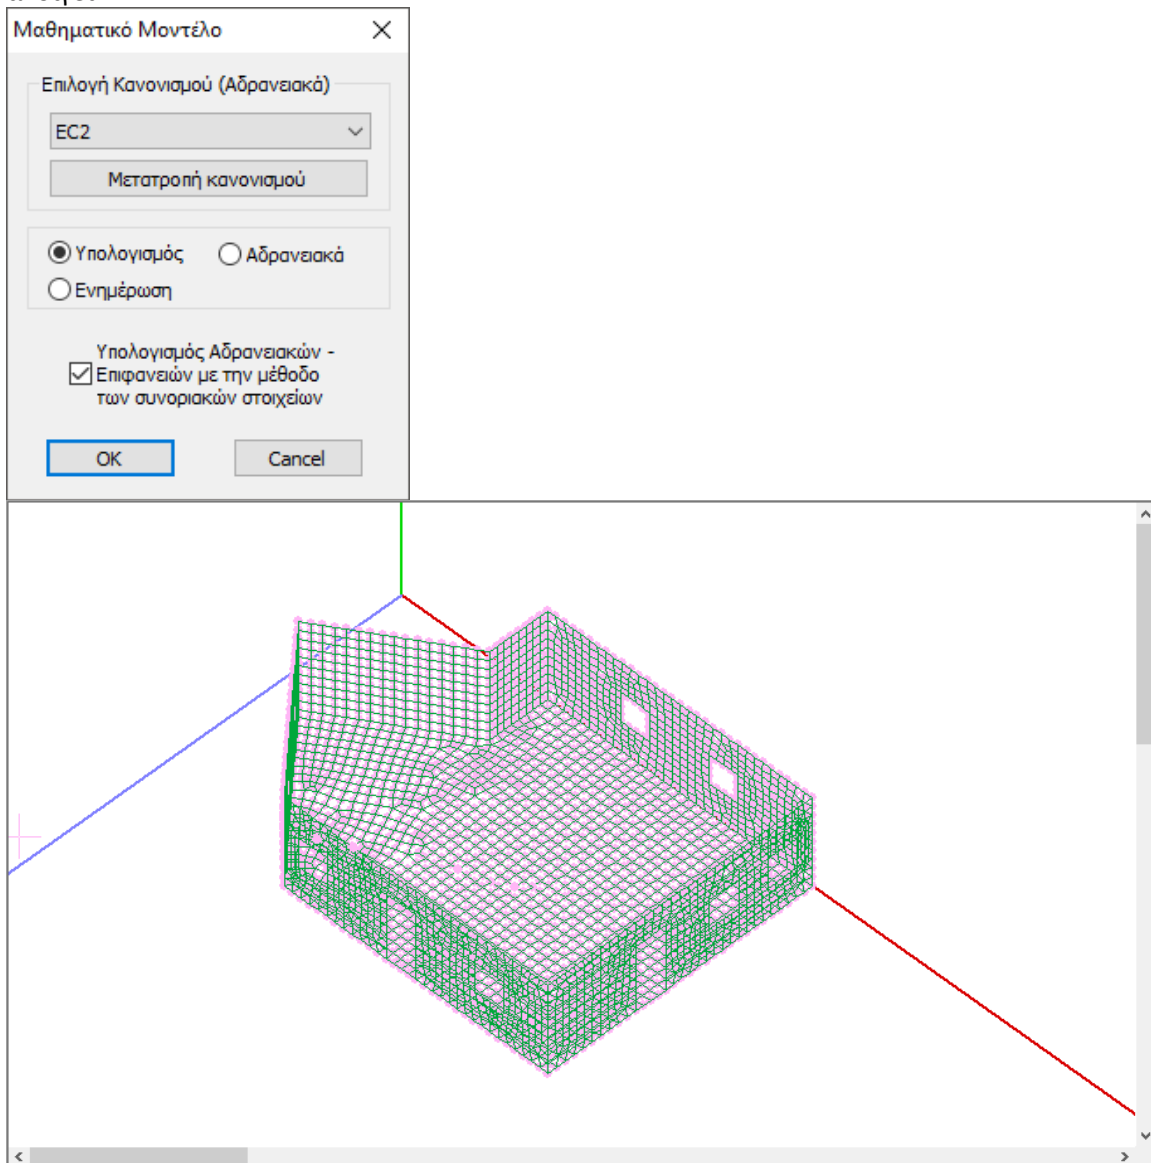 Μαθηματικό Μοντέλο
Επιλογή Κανονισμού (Αδρανειακά)
EC2
Μετατροπή κανονισμού
Υπολογισμός Αδρανειακά
Ενημέρωση
Υπολογισμός Αδρανειακών -
Επιφανειών με την μέθοδο
των συνοριακών στοιχείων
OK Cancel